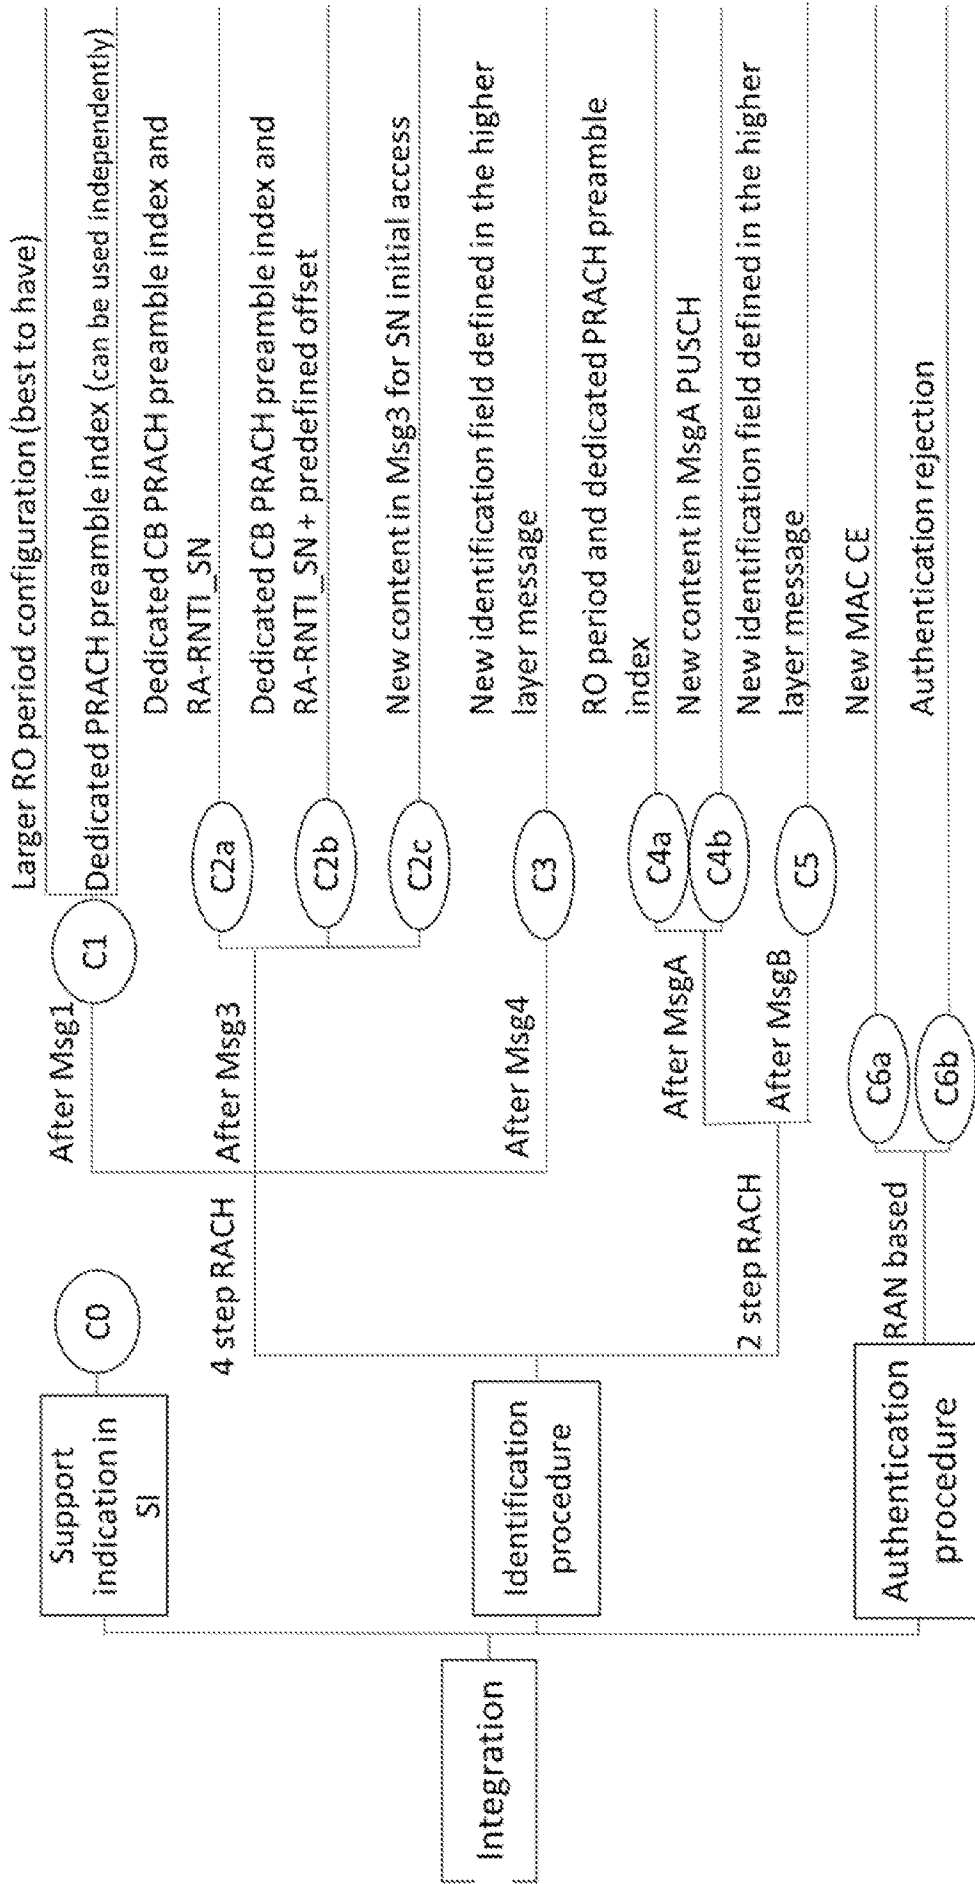 Integration
Support
indication in
SI
C0
Identification
procedure
4 step RACH
After Msg1
C1
Larger RO period configuration (best to have)
Dedicated PRACH preamble index (can be used independently)
After Msg3
C2a
Dedicated CB PRACH preamble index and
RA-RNTI_SN
C2b
Dedicated CB PRACH preamble index and
RA-RNTI_SN + predefined offset
C2c
New content in Msg3 for SN initial access
After Msg4
C3
New identification field defined in the higher
layer message
2 step RACH
After MsgA
C4a
RO period and dedicated PRACH preamble
index
C4b
New content in MsgA PUSCH
After MsgB
C5
New identification field defined in the higher
layer message
Authentication
procedure
RAN based
C6a
New MAC CE
C6b
Authentication rejection